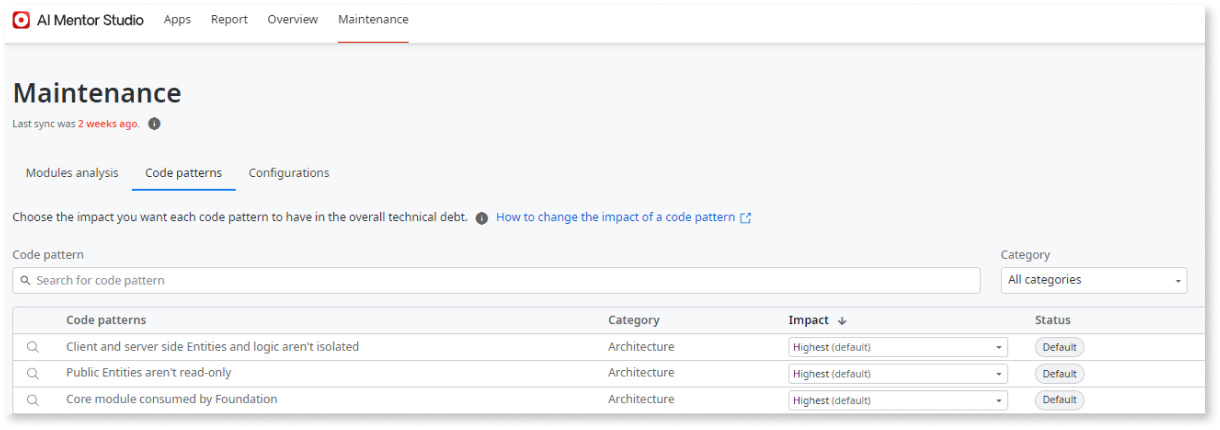 AI Mentor Studio Apps Report Overview Maintenance
Maintenance
Last sync was 2 weeks ago.
Modules analysis Code patterns Configurations
Choose the impact you want each code pattern to have in the overall technical debt. How to change the impact of a code pattern
Code pattern Category
Search for code pattern All categories
Code patterns Category Impact Status
Client and server side Entities and logic aren't isolated Architecture Highest (default) Default
Public Entities aren't read-only Architecture Highest (default) Default
Core module consumed by Foundation Architecture Highest (default) Default